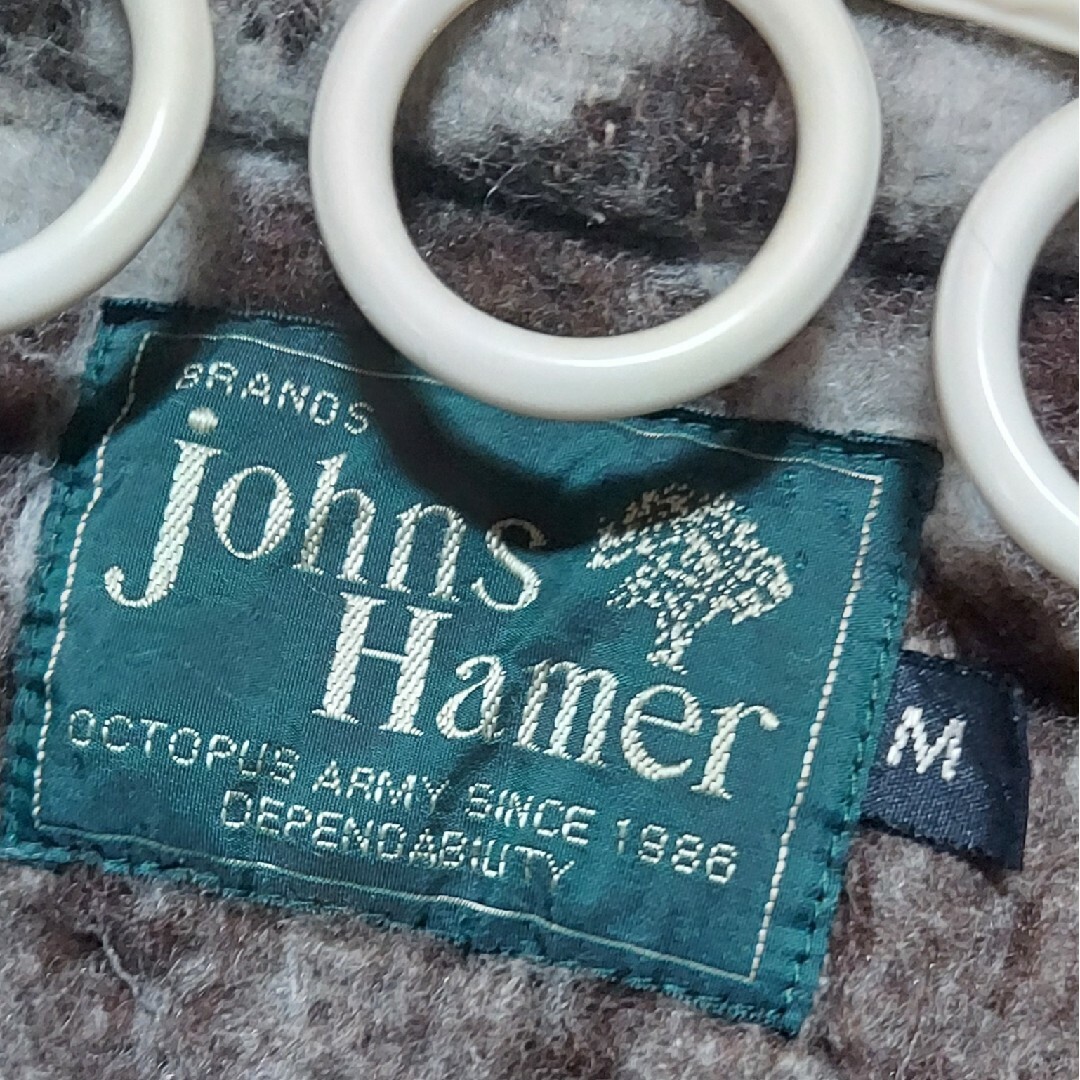 BRANDS
johns
Hamer
OCTOPUS ARMY SINCE 1986
DEPENDABILITY
M